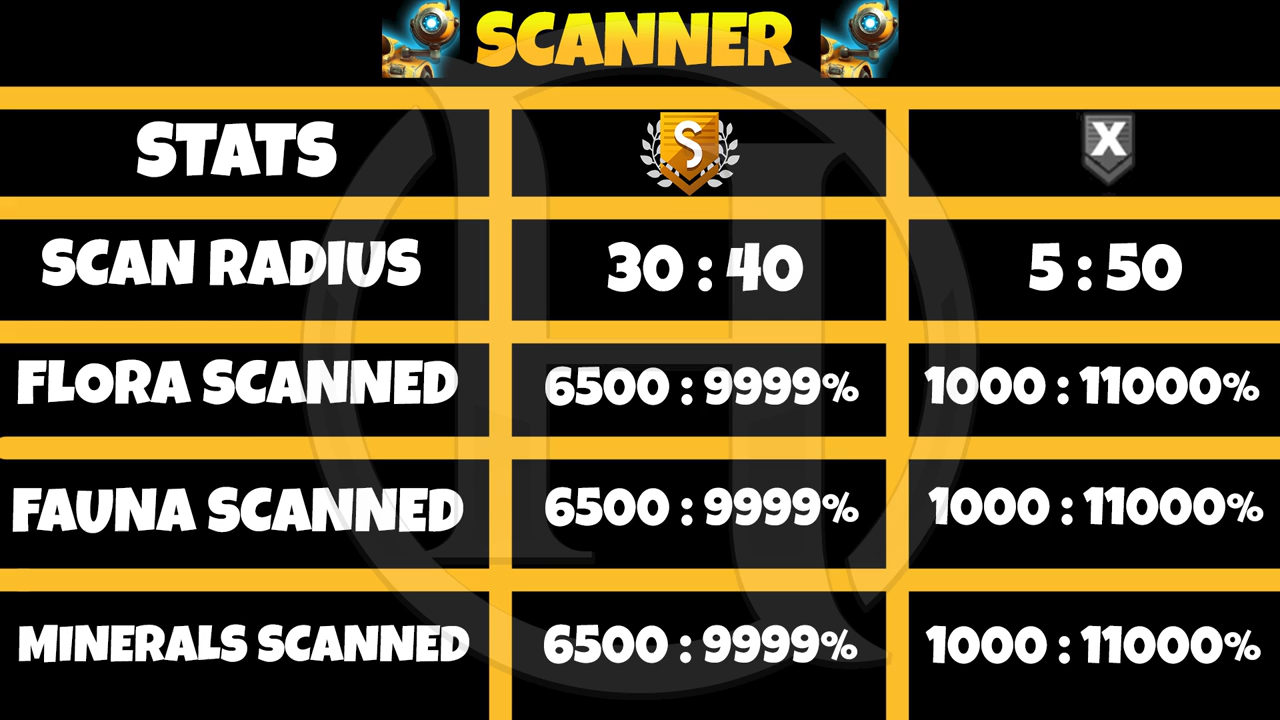 SCANNER
STATS S X
SCAN RADIUS 30 : 40 5 : 50
FLORA SCANNED 6500 : 9999% 1000 : 11000%
FAUNA SCANNED 6500 : 9999% 1000 : 11000%
MINERALS SCANNED 6500 : 9999% 1000 : 11000%